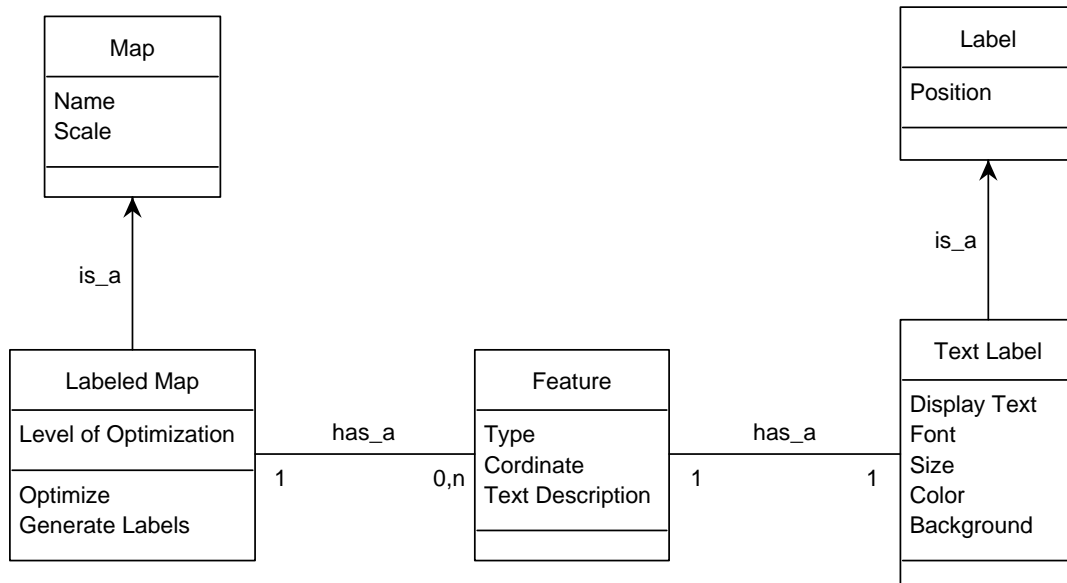 Map
Name
Scale
Label
Position
is_a
is_a
Labeled Map
Level of Optimization
Optimize
Generate Labels
has_a
1
0,n
Feature
Type
Cordinate
Text Description
has_a
1
1
Text Label
Display Text
Font
Size
Color
Background